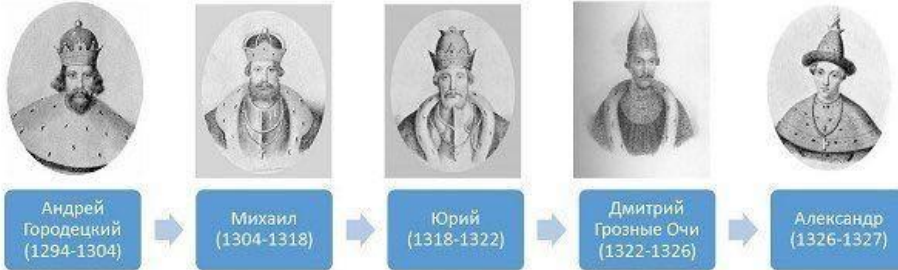 Андрей
Городецкий
(1294-1304)
Михаил
(1304-1318)
Юрий
(1318-1322)
Дмитрий
Грозные Очи
(1322-1326)
Александр
(1326-1327)